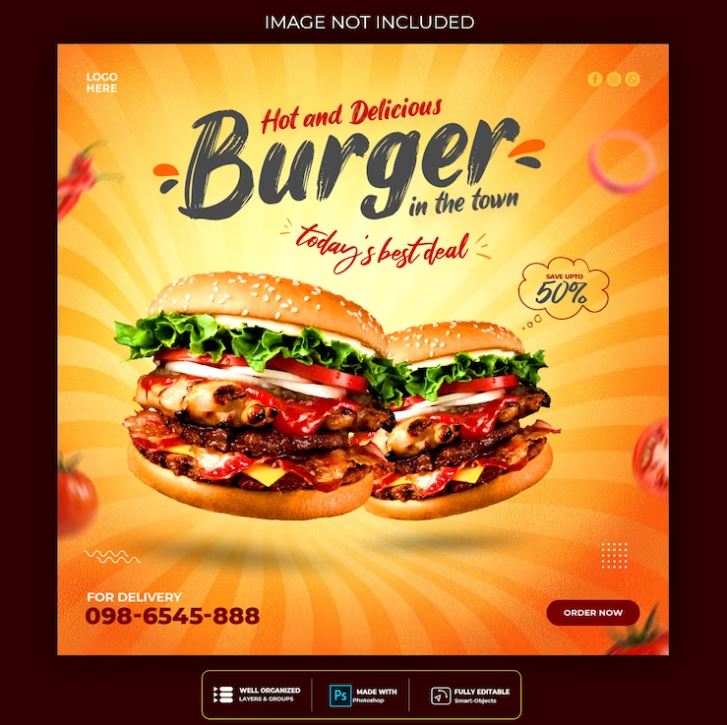 IMAGE NOT INCLUDED
LOGO
HERE
Hot and Delicious
Burger
in the town
today's best deal
SAVE UPTO
50%
FOR DELIVERY
098-6545-888
ORDER NOW
WELL ORGANIZED
LAYERS & GROUPS
Ps
MADE WITH
Photoshop
FULLY EDITABLE
Smart-Objects